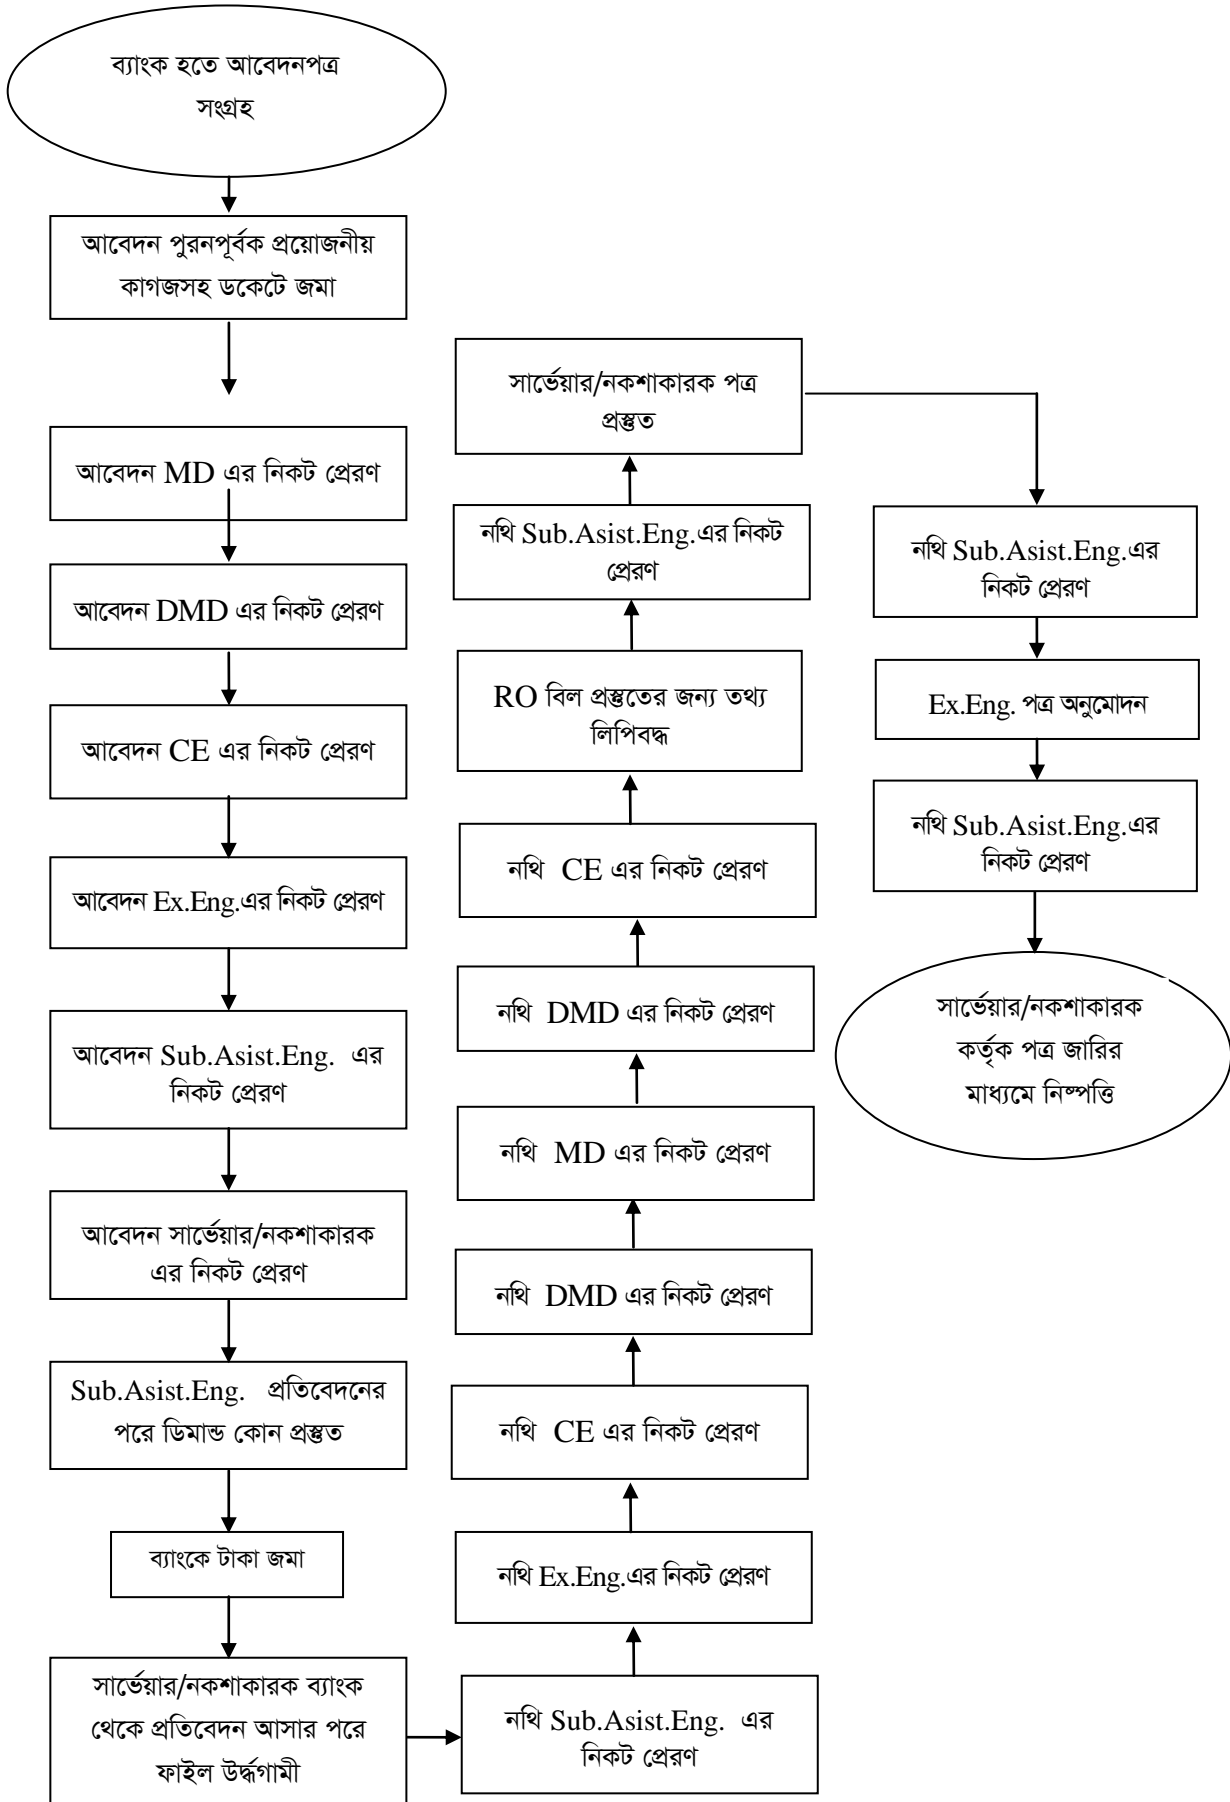 ব্যাংক হতে আবেদনপত্র
সংগ্রহ
আবেদন পুরনপূর্বক প্রয়োজনীয়
কাগজসহ ডকেটে জমা
আবেদন MD এর নিকট প্রেরণ
আবেদন DMD এর নিকট প্রেরণ
আবেদন CE এর নিকট প্রেরণ
আবেদন Ex.Eng.এর নিকট প্রেরণ
আবেদন Sub.Asist.Eng. এর
নিকট প্রেরণ
আবেদন সার্ভেয়ার/নকশাকারক
এর নিকট প্রেরণ
Sub.Asist.Eng. প্রতিবেদনের
পরে ডিমান্ড কোন প্রস্তুত
ব্যাংকে টাকা জমা
সার্ভেয়ার/নকশাকারক ব্যাংক
থেকে প্রতিবেদন আসার পরে
ফাইল উর্দ্ধগামী
নথি Sub.Asist.Eng. এর
নিকট প্রেরণ
নথি Ex.Eng.এর নিকট প্রেরণ
নথি CE এর নিকট প্রেরণ
নথি DMD এর নিকট প্রেরণ
নথি MD এর নিকট প্রেরণ
নথি DMD এর নিকট প্রেরণ
নথি CE এর নিকট প্রেরণ
RO বিল প্রস্তুতের জন্য তথ্য
লিপিবদ্ধ
নথি Sub.Asist.Eng.এর নিকট
প্রেরণ
সার্ভেয়ার/নকশাকারক পত্র
প্রস্তুত
নথি Sub.Asist.Eng.এর
নিকট প্রেরণ
Ex.Eng. পত্র অনুমোদন
নথি Sub.Asist.Eng.এর
নিকট প্রেরণ
সার্ভেয়ার/নকশাকারক
কর্তৃক পত্র জারির
মাধ্যমে নিষ্পত্তি